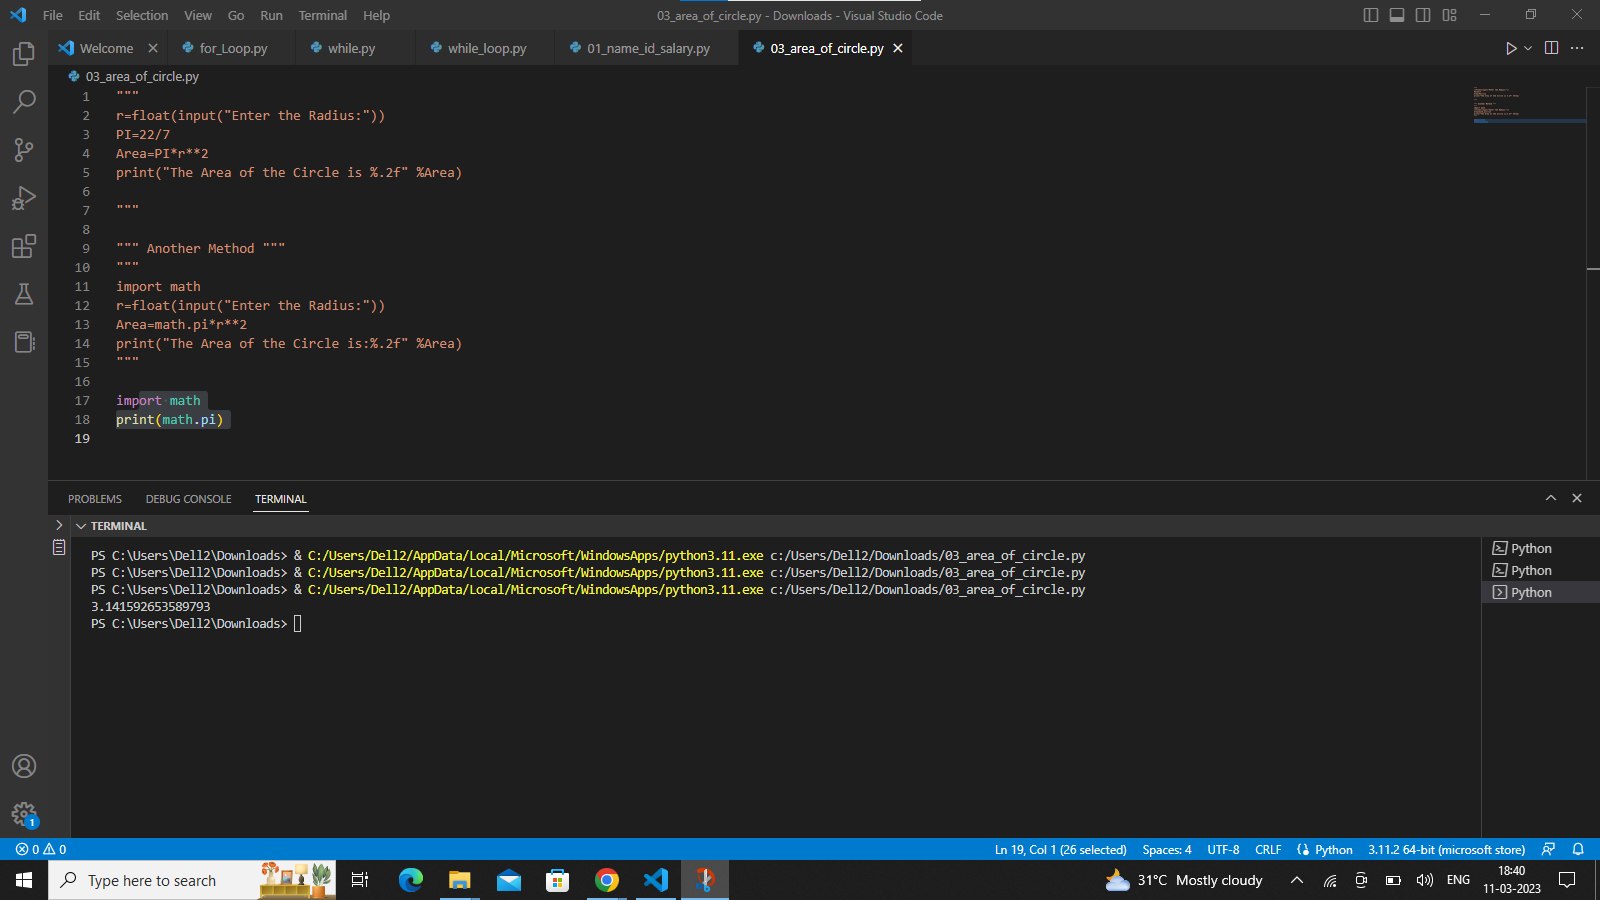 File Edit Selection View Go Run Terminal Help
03_area_of_circle.py - Downloads - Visual Studio Code
Welcome
for_Loop.py
while.py
while_loop.py
01_name_id_salary.py
03_area_of_circle.py
03_area_of_circle.py
1 """
2 r=float(input("Enter the Radius:"))
3 PI=22/7
4 Area=PI*r**2
5 print("The Area of the Circle is %.2f" %Area)
6
7 """
8
9 """ Another Method """
10 """
11 import math
12 r=float(input("Enter the Radius:"))
13 Area=math.pi*r**2
14 print("The Area of the Circle is:%.2f" %Area)
15 """
16
17 import math
18 print(math.pi)
19
PROBLEMS DEBUG CONSOLE TERMINAL
TERMINAL
PS C:\Users\Dell2\Downloads> & C:/Users/Dell2/AppData/Local/Microsoft/WindowsApps/python3.11.exe c:/Users/Dell2/Downloads/03_area_of_circle.py
PS C:\Users\Dell2\Downloads> & C:/Users/Dell2/AppData/Local/Microsoft/WindowsApps/python3.11.exe c:/Users/Dell2/Downloads/03_area_of_circle.py
PS C:\Users\Dell2\Downloads> & C:/Users/Dell2/AppData/Local/Microsoft/WindowsApps/python3.11.exe c:/Users/Dell2/Downloads/03_area_of_circle.py
3.141592653589793
PS C:\Users\Dell2\Downloads>
Python
Python
Python
1
0 0
Ln 19, Col 1 (26 selected) Spaces: 4 UTF-8 CRLF Python 3.11.2 64-bit (microsoft store)
Type here to search
31°C Mostly cloudy
ENG
18:40
11-03-2023